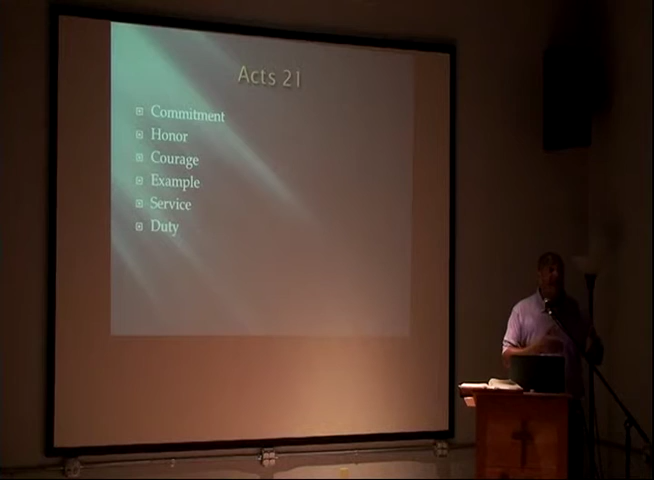 Acts 21
Commitment
Honor
Courage
Example
Service
Duty